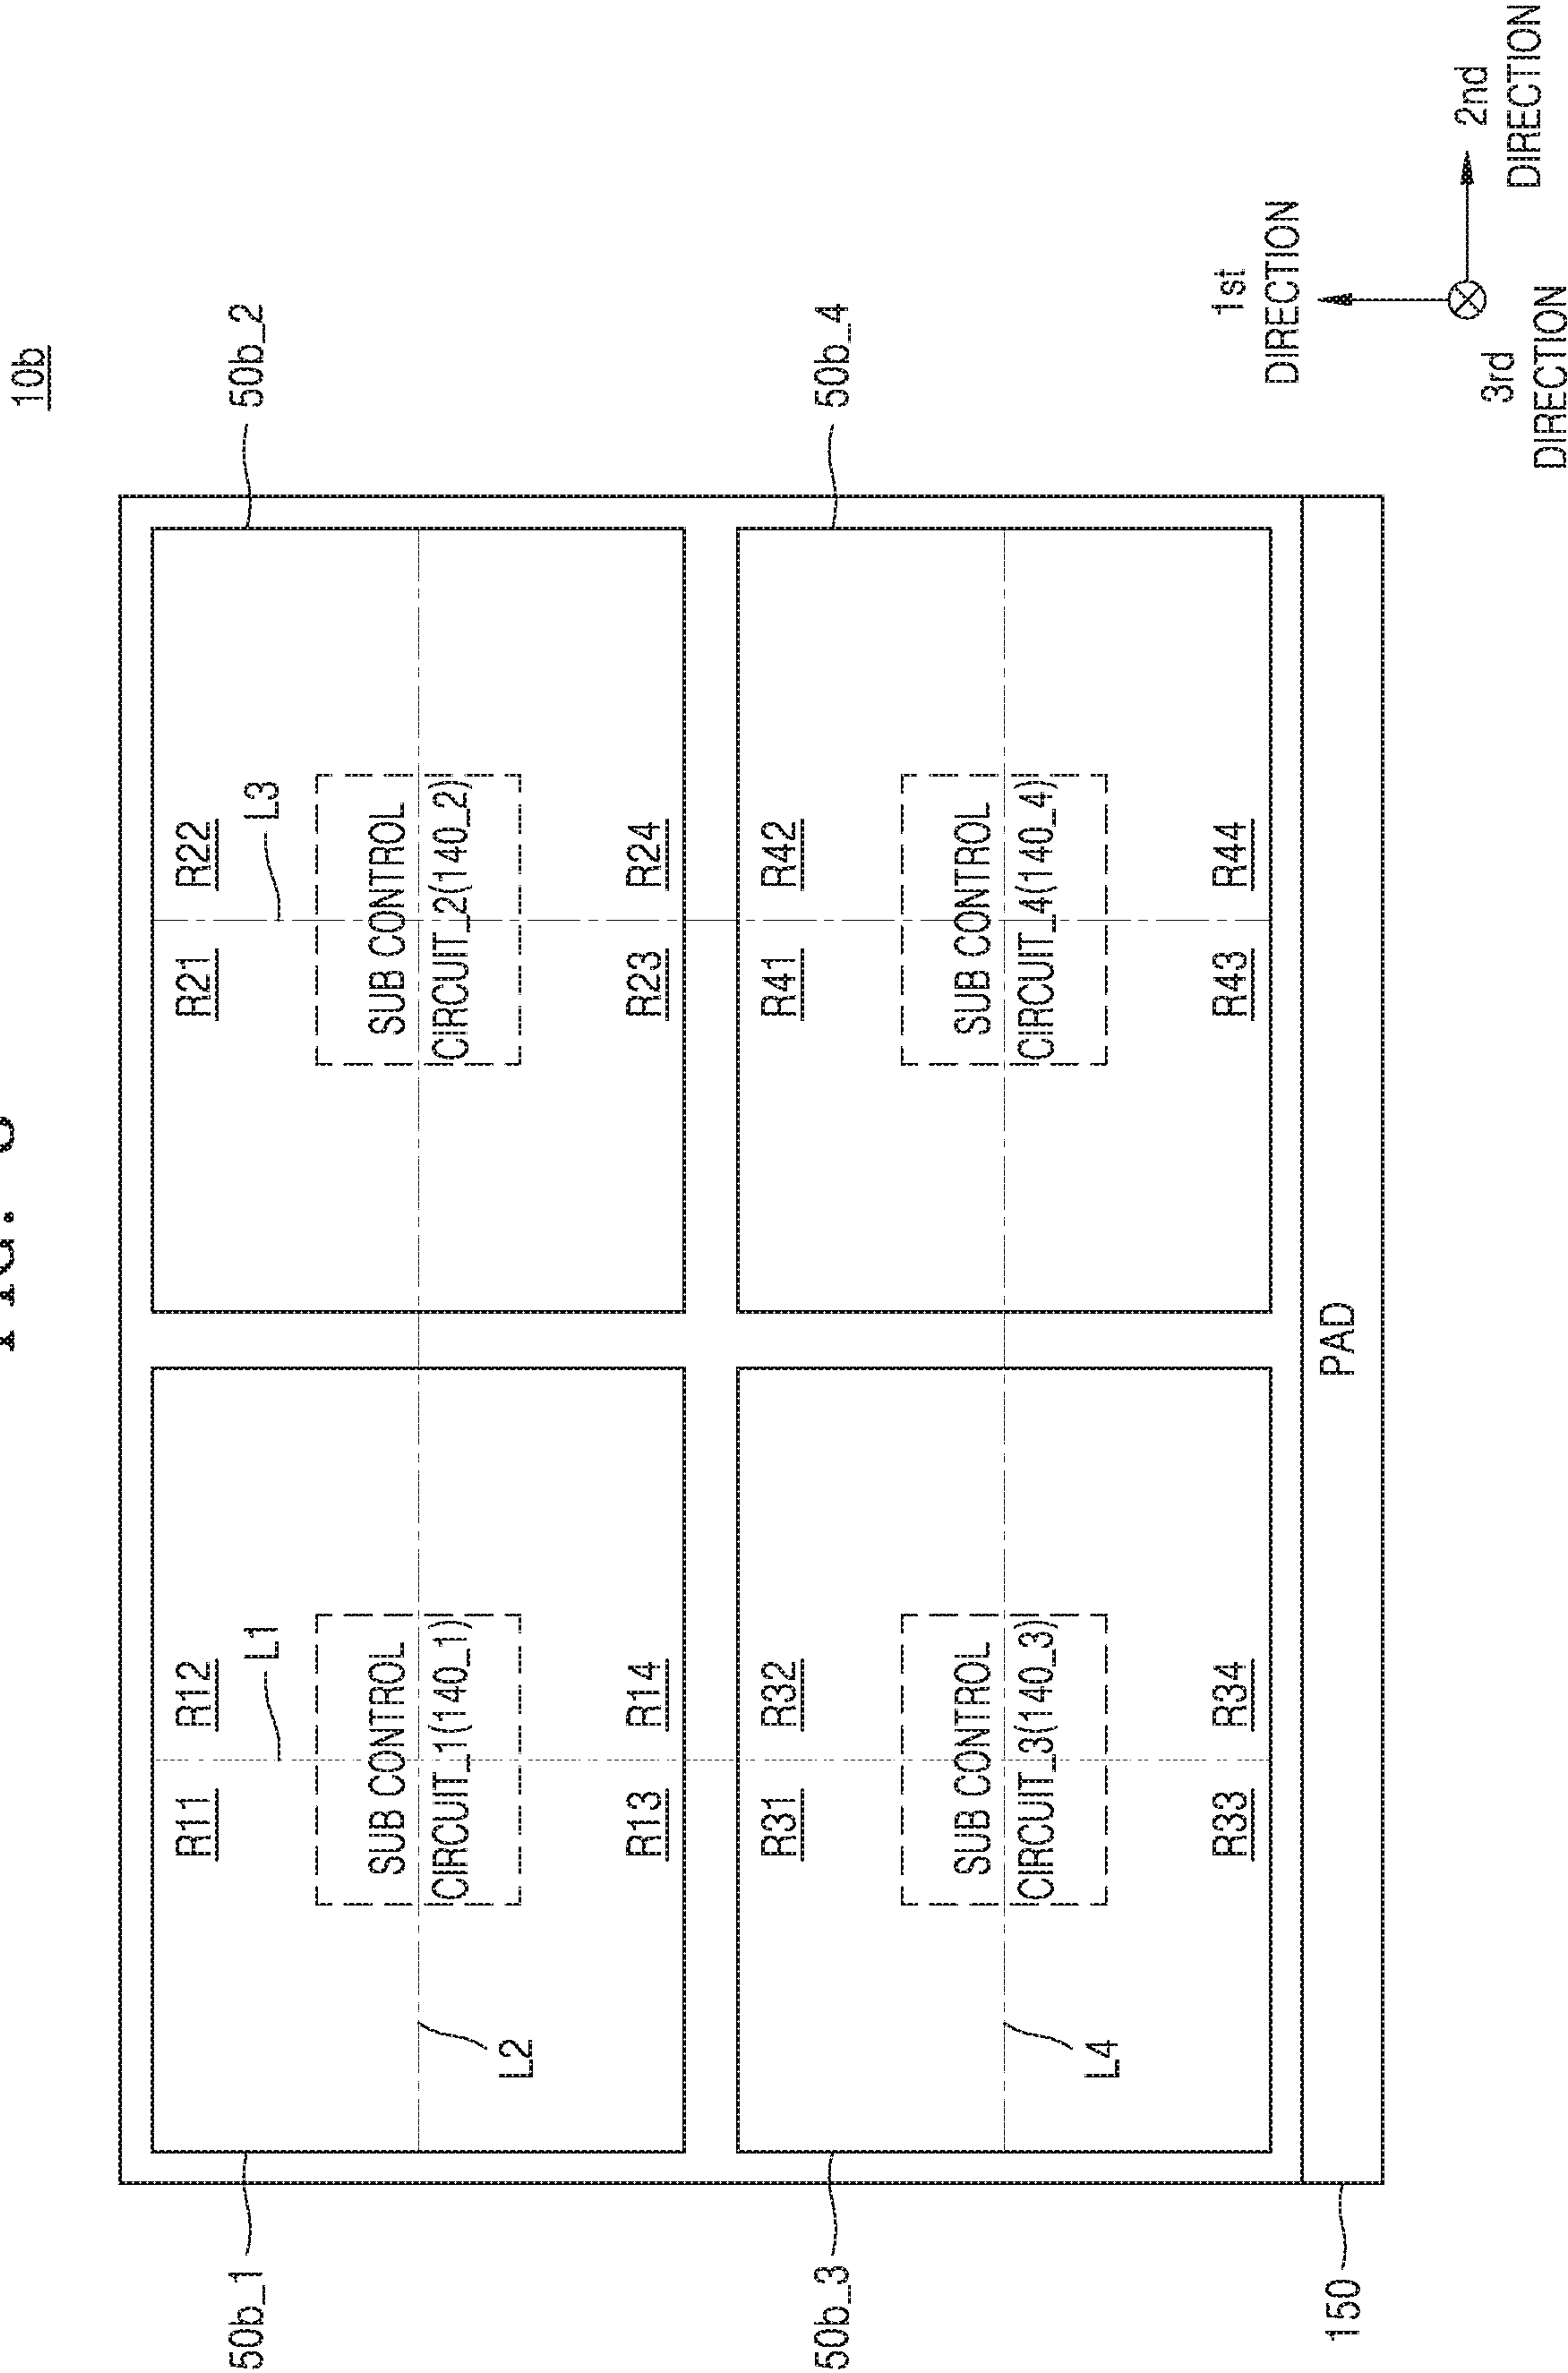 10b
50b_1
R11
R12
R21
R22
50b_2
L1
L3
SUB CONTROL
CIRCUIT_1(140_1)
SUB CONTROL
CIRCUIT_2(140_2)
L2
R13
R14
R23
R24
50b_3
R31
R32
R41
R42
50b_4
SUB CONTROL
CIRCUIT_3(140_3)
SUB CONTROL
CIRCUIT_4(140_4)
L4
R33
R34
R43
R44
150
PAD
1st
DIRECTION
2nd
DIRECTION
3rd
DIRECTION